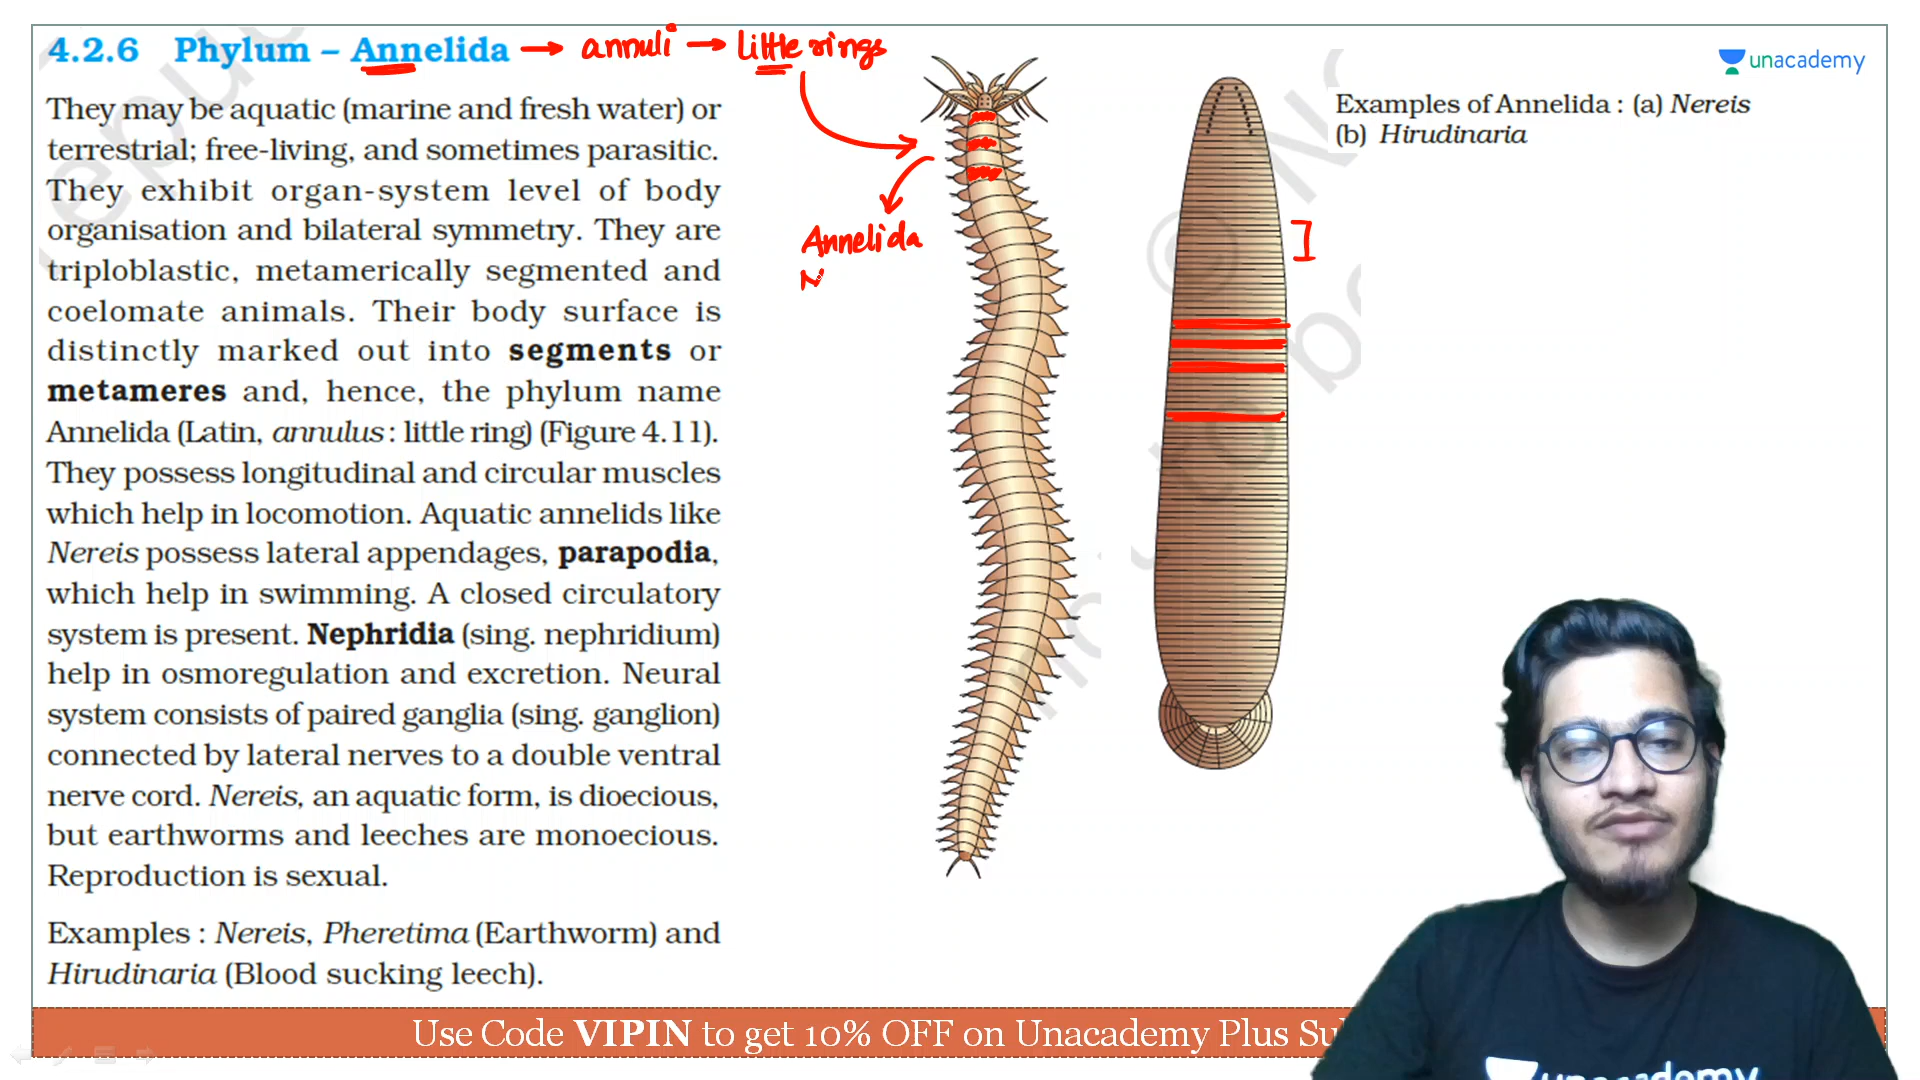 4.2.6 Phylum – Annelida → annuli → little rings
unacademy
They may be aquatic (marine and fresh water) or
terrestrial; free-living, and sometimes parasitic.
They exhibit organ-system level of body
organisation and bilateral symmetry. They are
triploblastic, metamerically segmented and
coelomate animals. Their body surface is
distinctly marked out into segments or
metameres and, hence, the phylum name
Annelida (Latin, annulus : little ring) (Figure 4.11).
They possess longitudinal and circular muscles
which help in locomotion. Aquatic annelids like
Nereis possess lateral appendages, parapodia,
which help in swimming. A closed circulatory
system is present. Nephridia (sing. nephridium)
help in osmoregulation and excretion. Neural
system consists of paired ganglia (sing. ganglion)
connected by lateral nerves to a double ventral
nerve cord. Nereis, an aquatic form, is dioecious,
but earthworms and leeches are monoecious.
Reproduction is sexual.
Examples : Nereis, Pheretima (Earthworm) and
Hirudinaria (Blood sucking leech).
Annelida
N
Examples of Annelida : (a) Nereis
(b) Hirudinaria
Use Code VIPIN to get 10% OFF on Unacademy Plus
unacademy